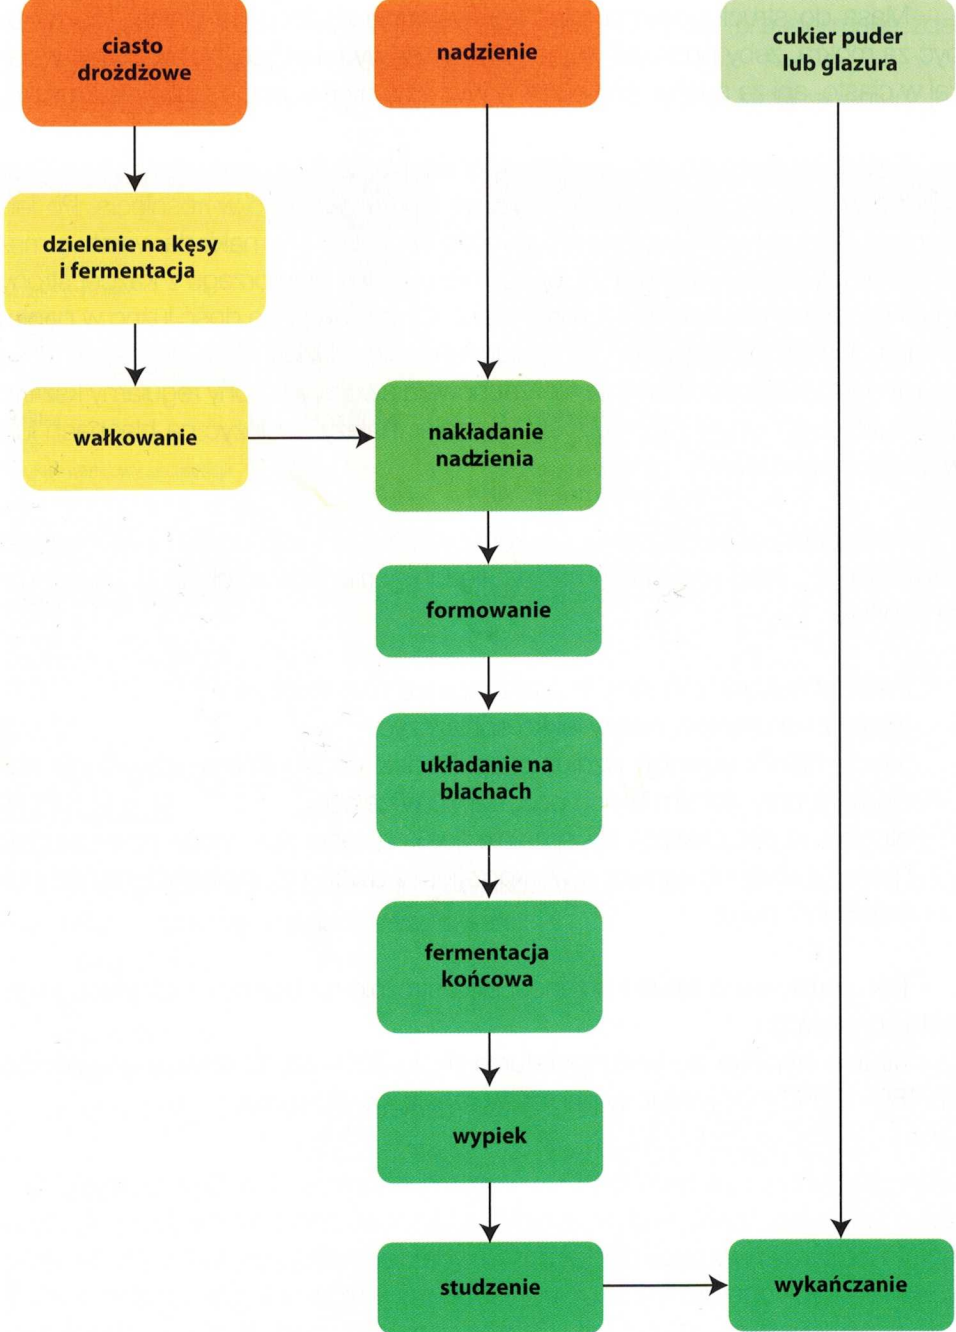 ciasto
drożdżowe
nadzienie
cukier puder
lub glazura
dzielenie na kęsy
i fermentacja
wałkowanie
nakładanie
nadzienia
formowanie
układanie na
blachach
fermentacja
końcowa
wypiek
studzenie
wykańczanie